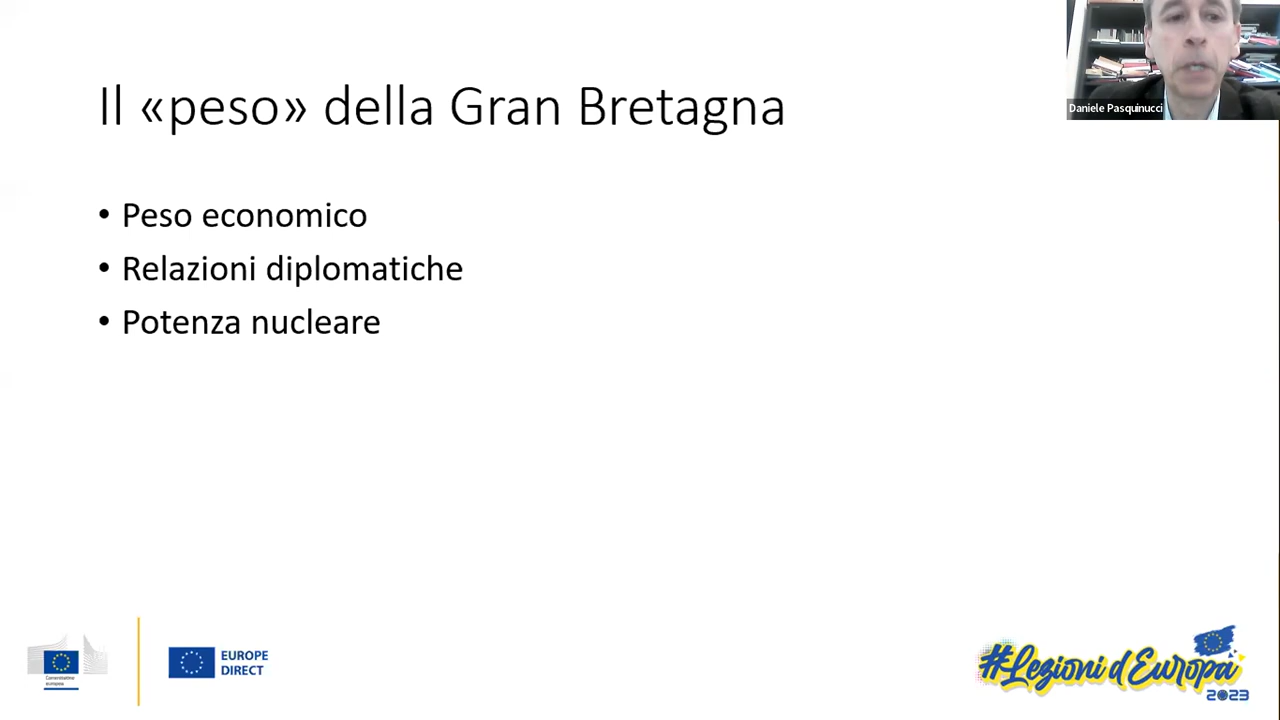 Il «peso» della Gran Bretagna
Daniele Pasquinucci
• Peso economico
• Relazioni diplomatiche
• Potenza nucleare
EUROPE
DIRECT
#Lezioni d'Europa
2023